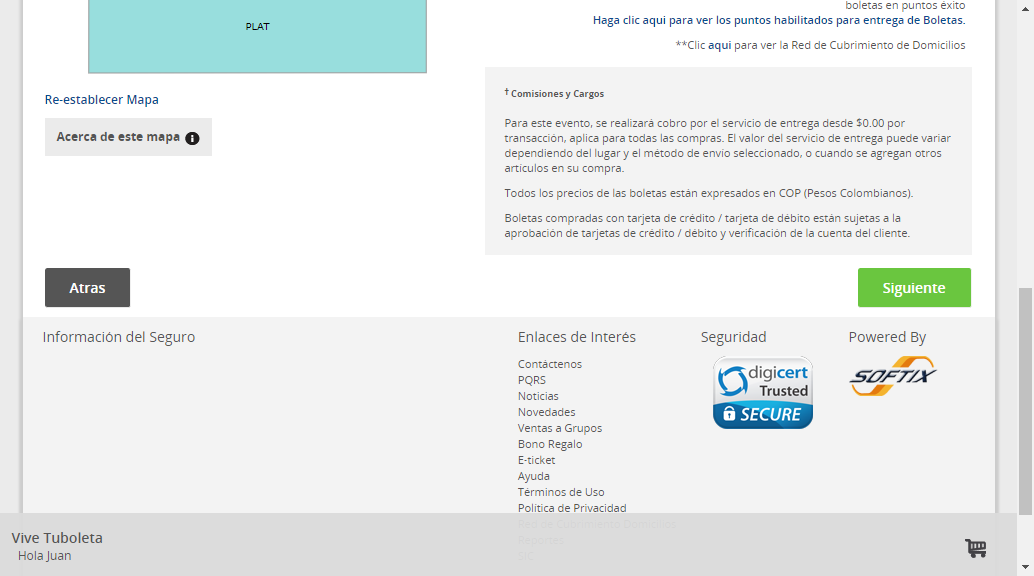 PLAT
boletas en puntos éxito
Haga clic aqui para ver los puntos habilitados para entrega de Boletas.
**Clic aqui para ver la Red de Cubrimiento de Domicilios
Re-establecer Mapa
Acerca de este mapa i
† Comisiones y Cargos
Para este evento, se realizará cobro por el servicio de entrega desde $0.00 por
transacción, aplica para todas las compras. El valor del servicio de entrega puede variar
dependiendo del lugar y el método de envío seleccionado, o cuando se agregan otros
artículos en su compra.
Todos los precios de las boletas están expresados en COP (Pesos Colombianos).
Boletas compradas con tarjeta de crédito / tarjeta de débito están sujetas a la
aprobación de tarjetas de crédito / débito y verificación de la cuenta del cliente.
Atras
Siguiente
Información del Seguro
Enlaces de Interés
Contáctenos
PQRS
Noticias
Novedades
Ventas a Grupos
Bono Regalo
E-ticket
Ayuda
Términos de Uso
Política de Privacidad
Red de Cubrimiento Domicilios
Reportes
Seguridad
digicert
Trusted
SECURE
Powered By
SOFTIX
Vive Tuboleta
Hola Juan